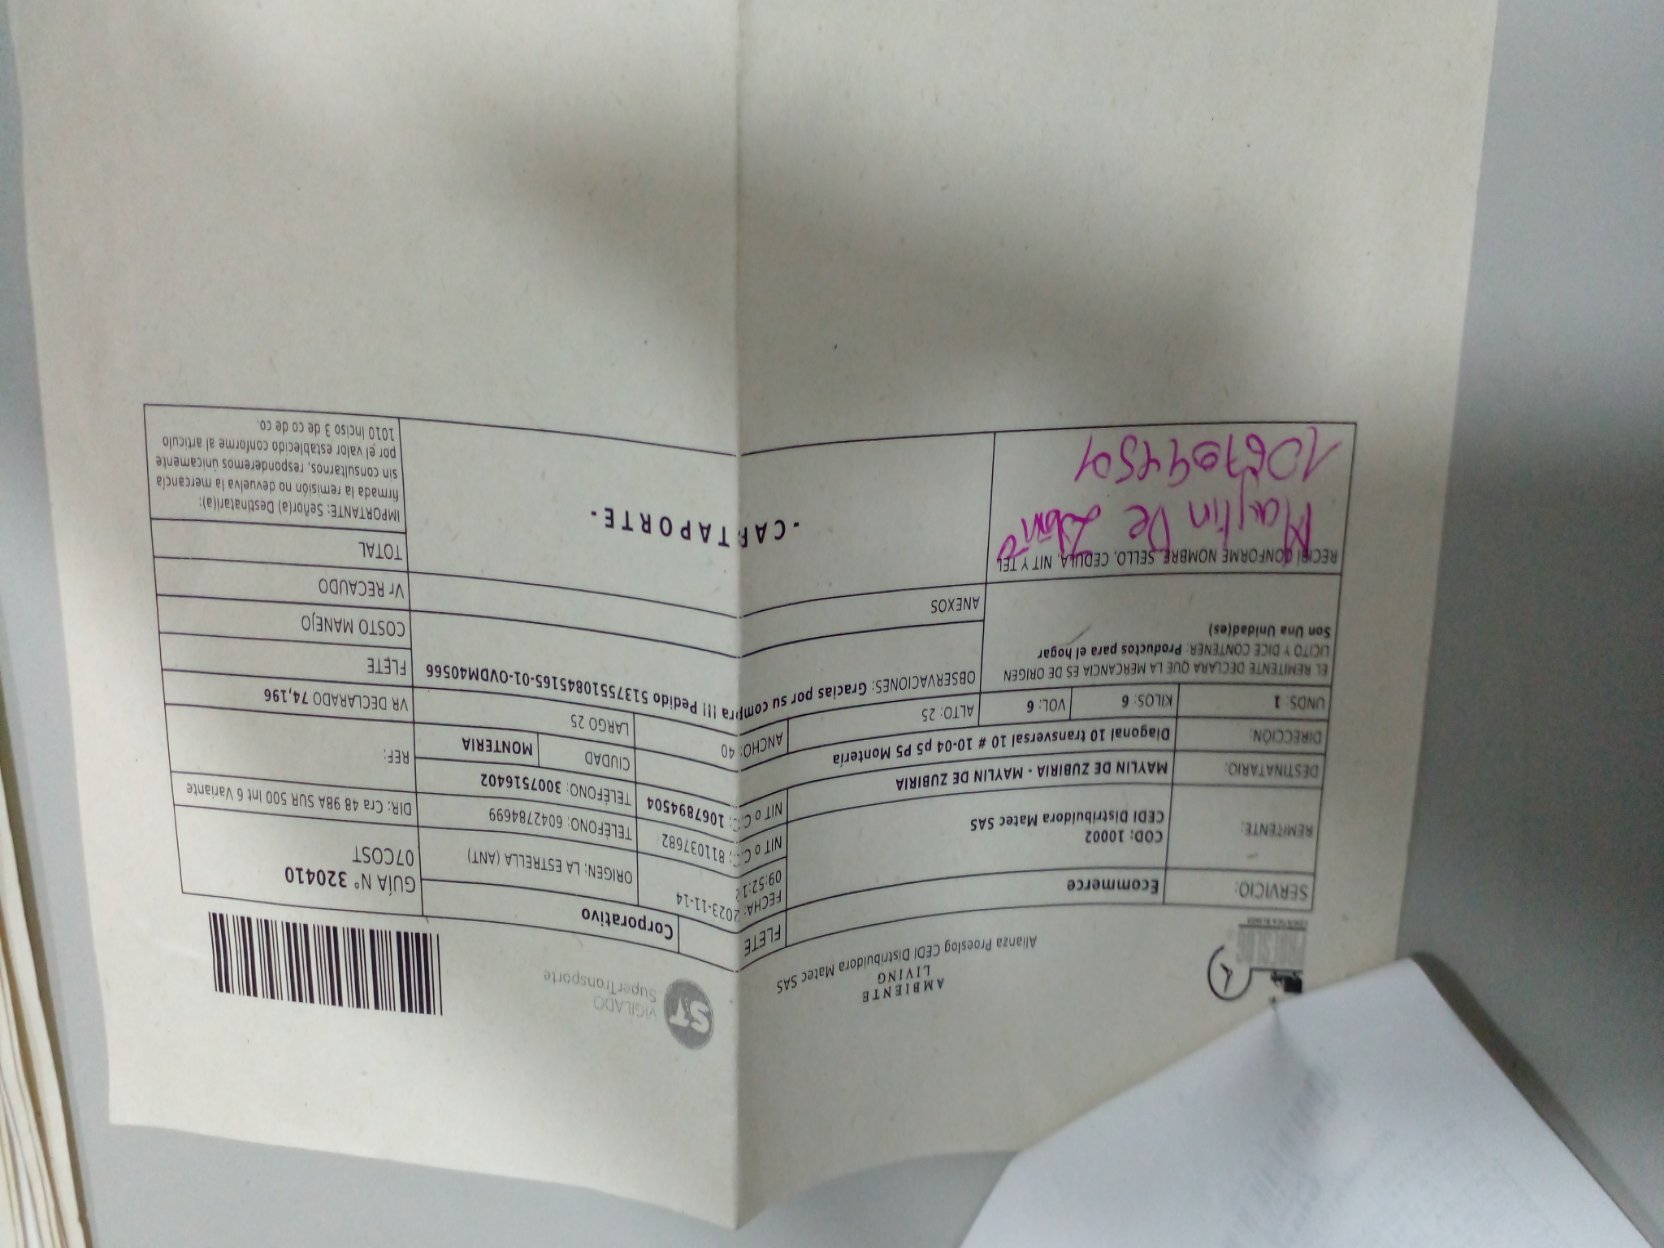 AMBIENTE
LIVING
Alianza Proeslog CEDI Distribuidora Matec SAS
ST
VIGILADO
SuperTransporte
SERVICIO:
Ecommerce
FLETE
Corporativo
GUÍA N° 320410
07COST
REMITENTE:
COD: 10002
CEDI Distribuidora Matec SAS
FECHA: 2023-11-14
09:52:12
ORIGEN: LA ESTRELLA (ANT)
NIT o C.C: 811037682
TELÉFONO: 6042784699
DIR: Cra 48 98A SUR 500 Int 6 Variante
DESTINATARIO:
MAYLIN DE ZUBIRIA - MAYLIN DE ZUBIRIA
NIT o C.C: 1067894504
TELÉFONO: 3007516402
REF:
DIRECCIÓN:
Diagonal 10 transversal 10 # 10-04 p5 P5 Montería
CIUDAD
MONTERIA
UNDS: 1
KILOS: 6
VOL: 6
ALTO: 25
ANCHO: 40
LARGO 25
VR DECLARADO 74,196
EL REMITENTE DECLARA QUE LA MERCANCIA ES DE ORIGEN
LICITO Y DICE CONTENER: Productos para el hogar
Son Una Unidad(es)
OBSERVACIONES: Gracias por su compra !!! Pedido 51375510845165-01-OVDM40566
FLETE
COSTO MANEJO
ANEXOS
Vr RECAUDO
TOTAL
RECIBI CONFORME NOMBRE, SELLO, CEDULA, NIT Y TEL
De
-CARTAPORTE-
IMPORTANTE: Señor(a) Destinatari(a):
firmada la remisión no devuelva la mercancía
sin consultarnos, responderemos únicamente
por el valor establecido conforme al articulo
1010 Inciso 3 de co de co.